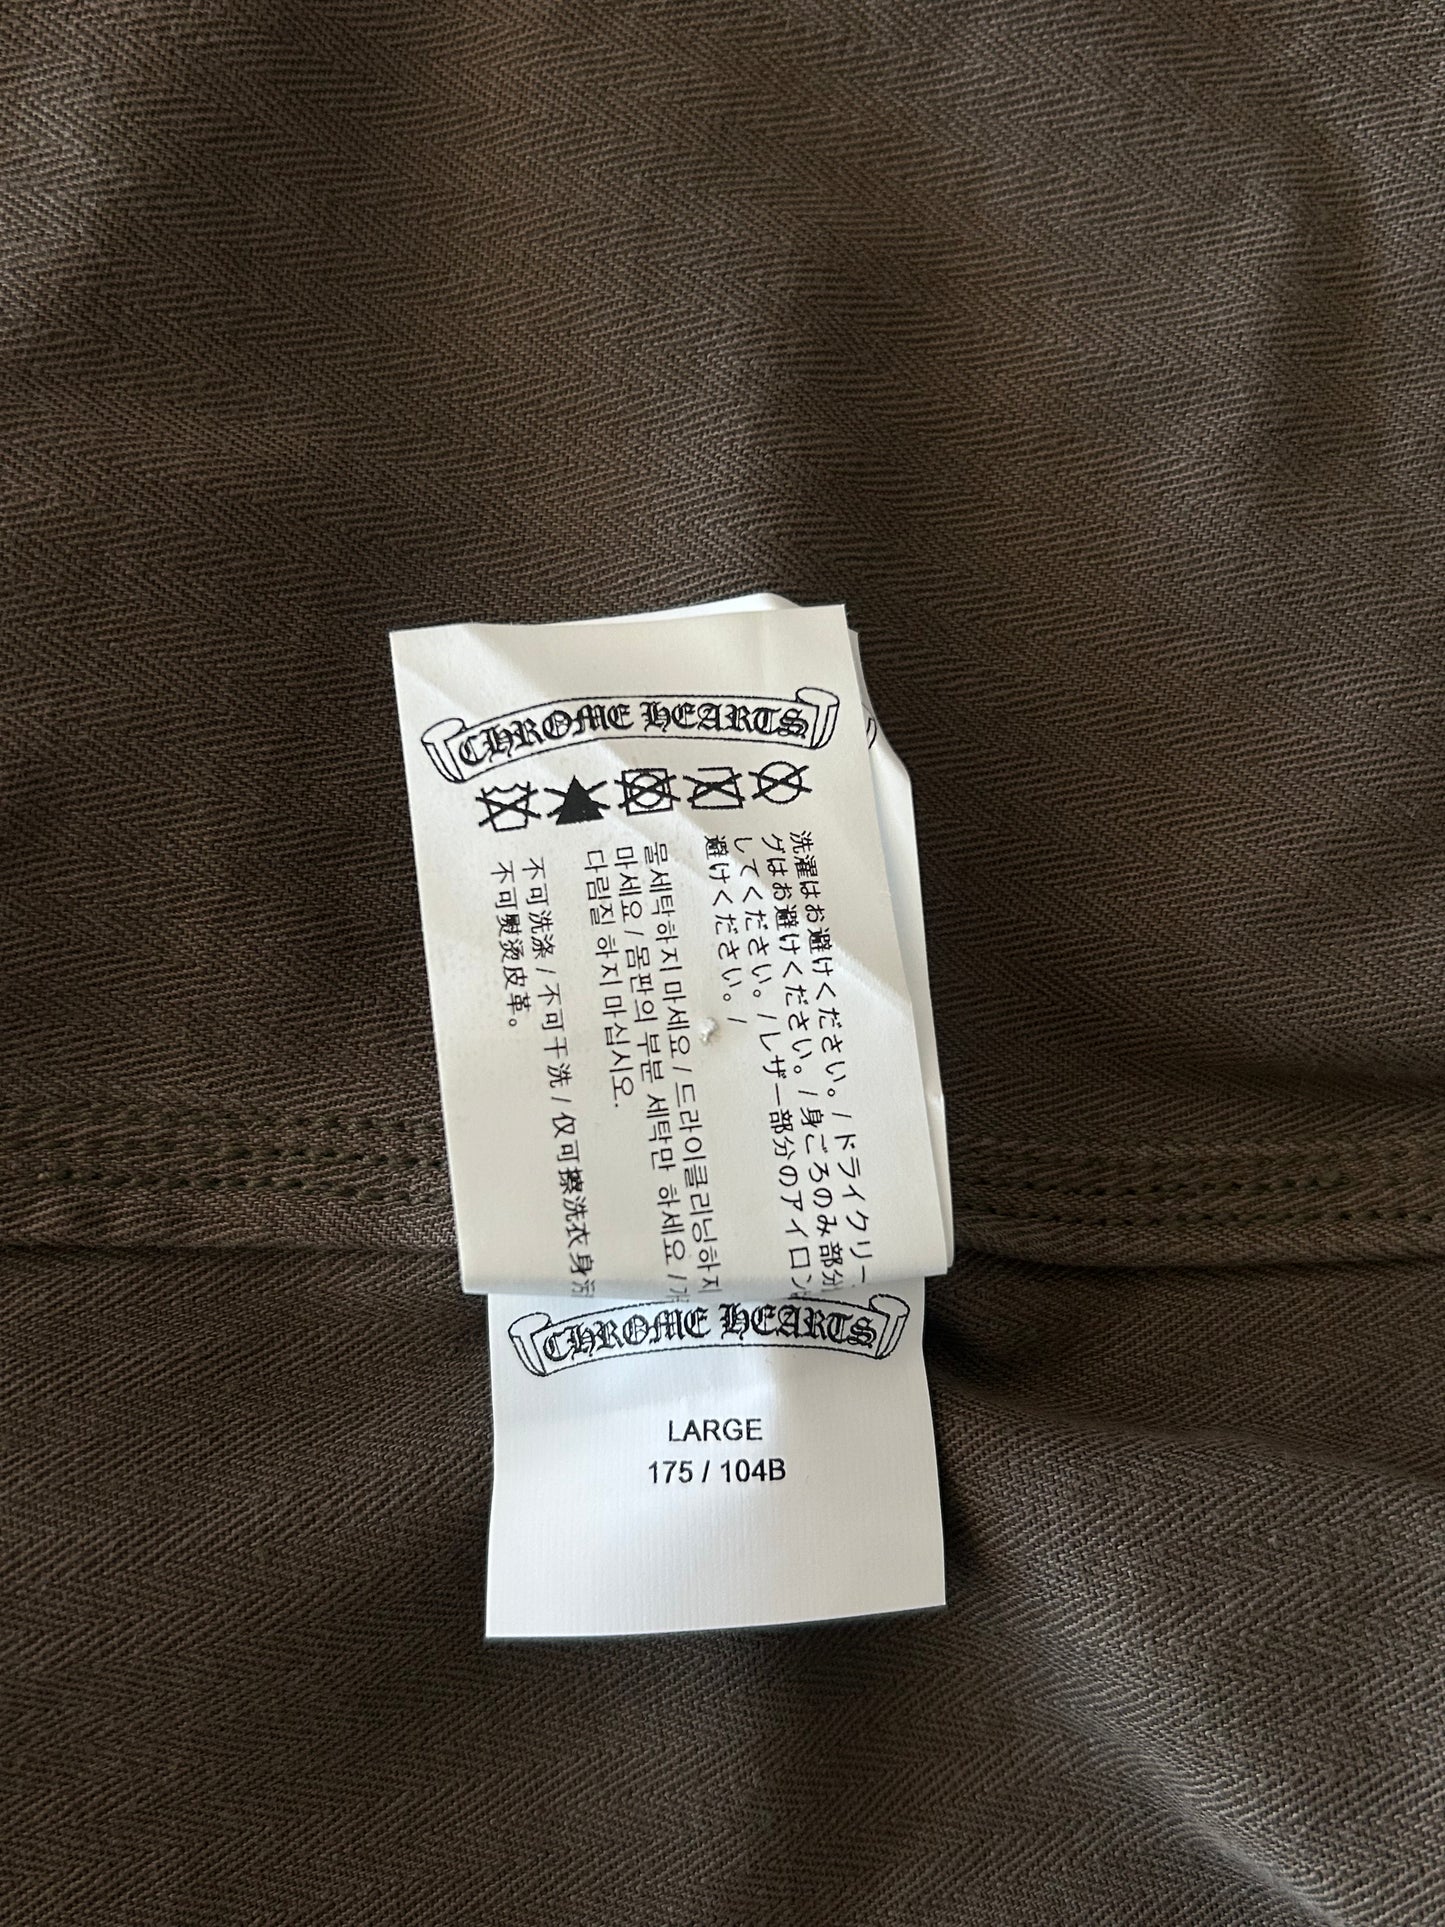 CHROME HEARTS
洗濯はお避けください。/ドライクリー
グはお避けください。/身ごろのみ部分
してください。/レザー部分のアイロン
避けください。/
물세탁하지 마세요 / 드라이클리닝하지
마세요 / 몸판의 부분 세탁만 하세요 /
다림질 하지 마십시오.
不可洗涤 / 不可干洗 / 仅可擦洗衣身
不可熨烫皮革。
CHROME HEARTS
LARGE
175 / 104B